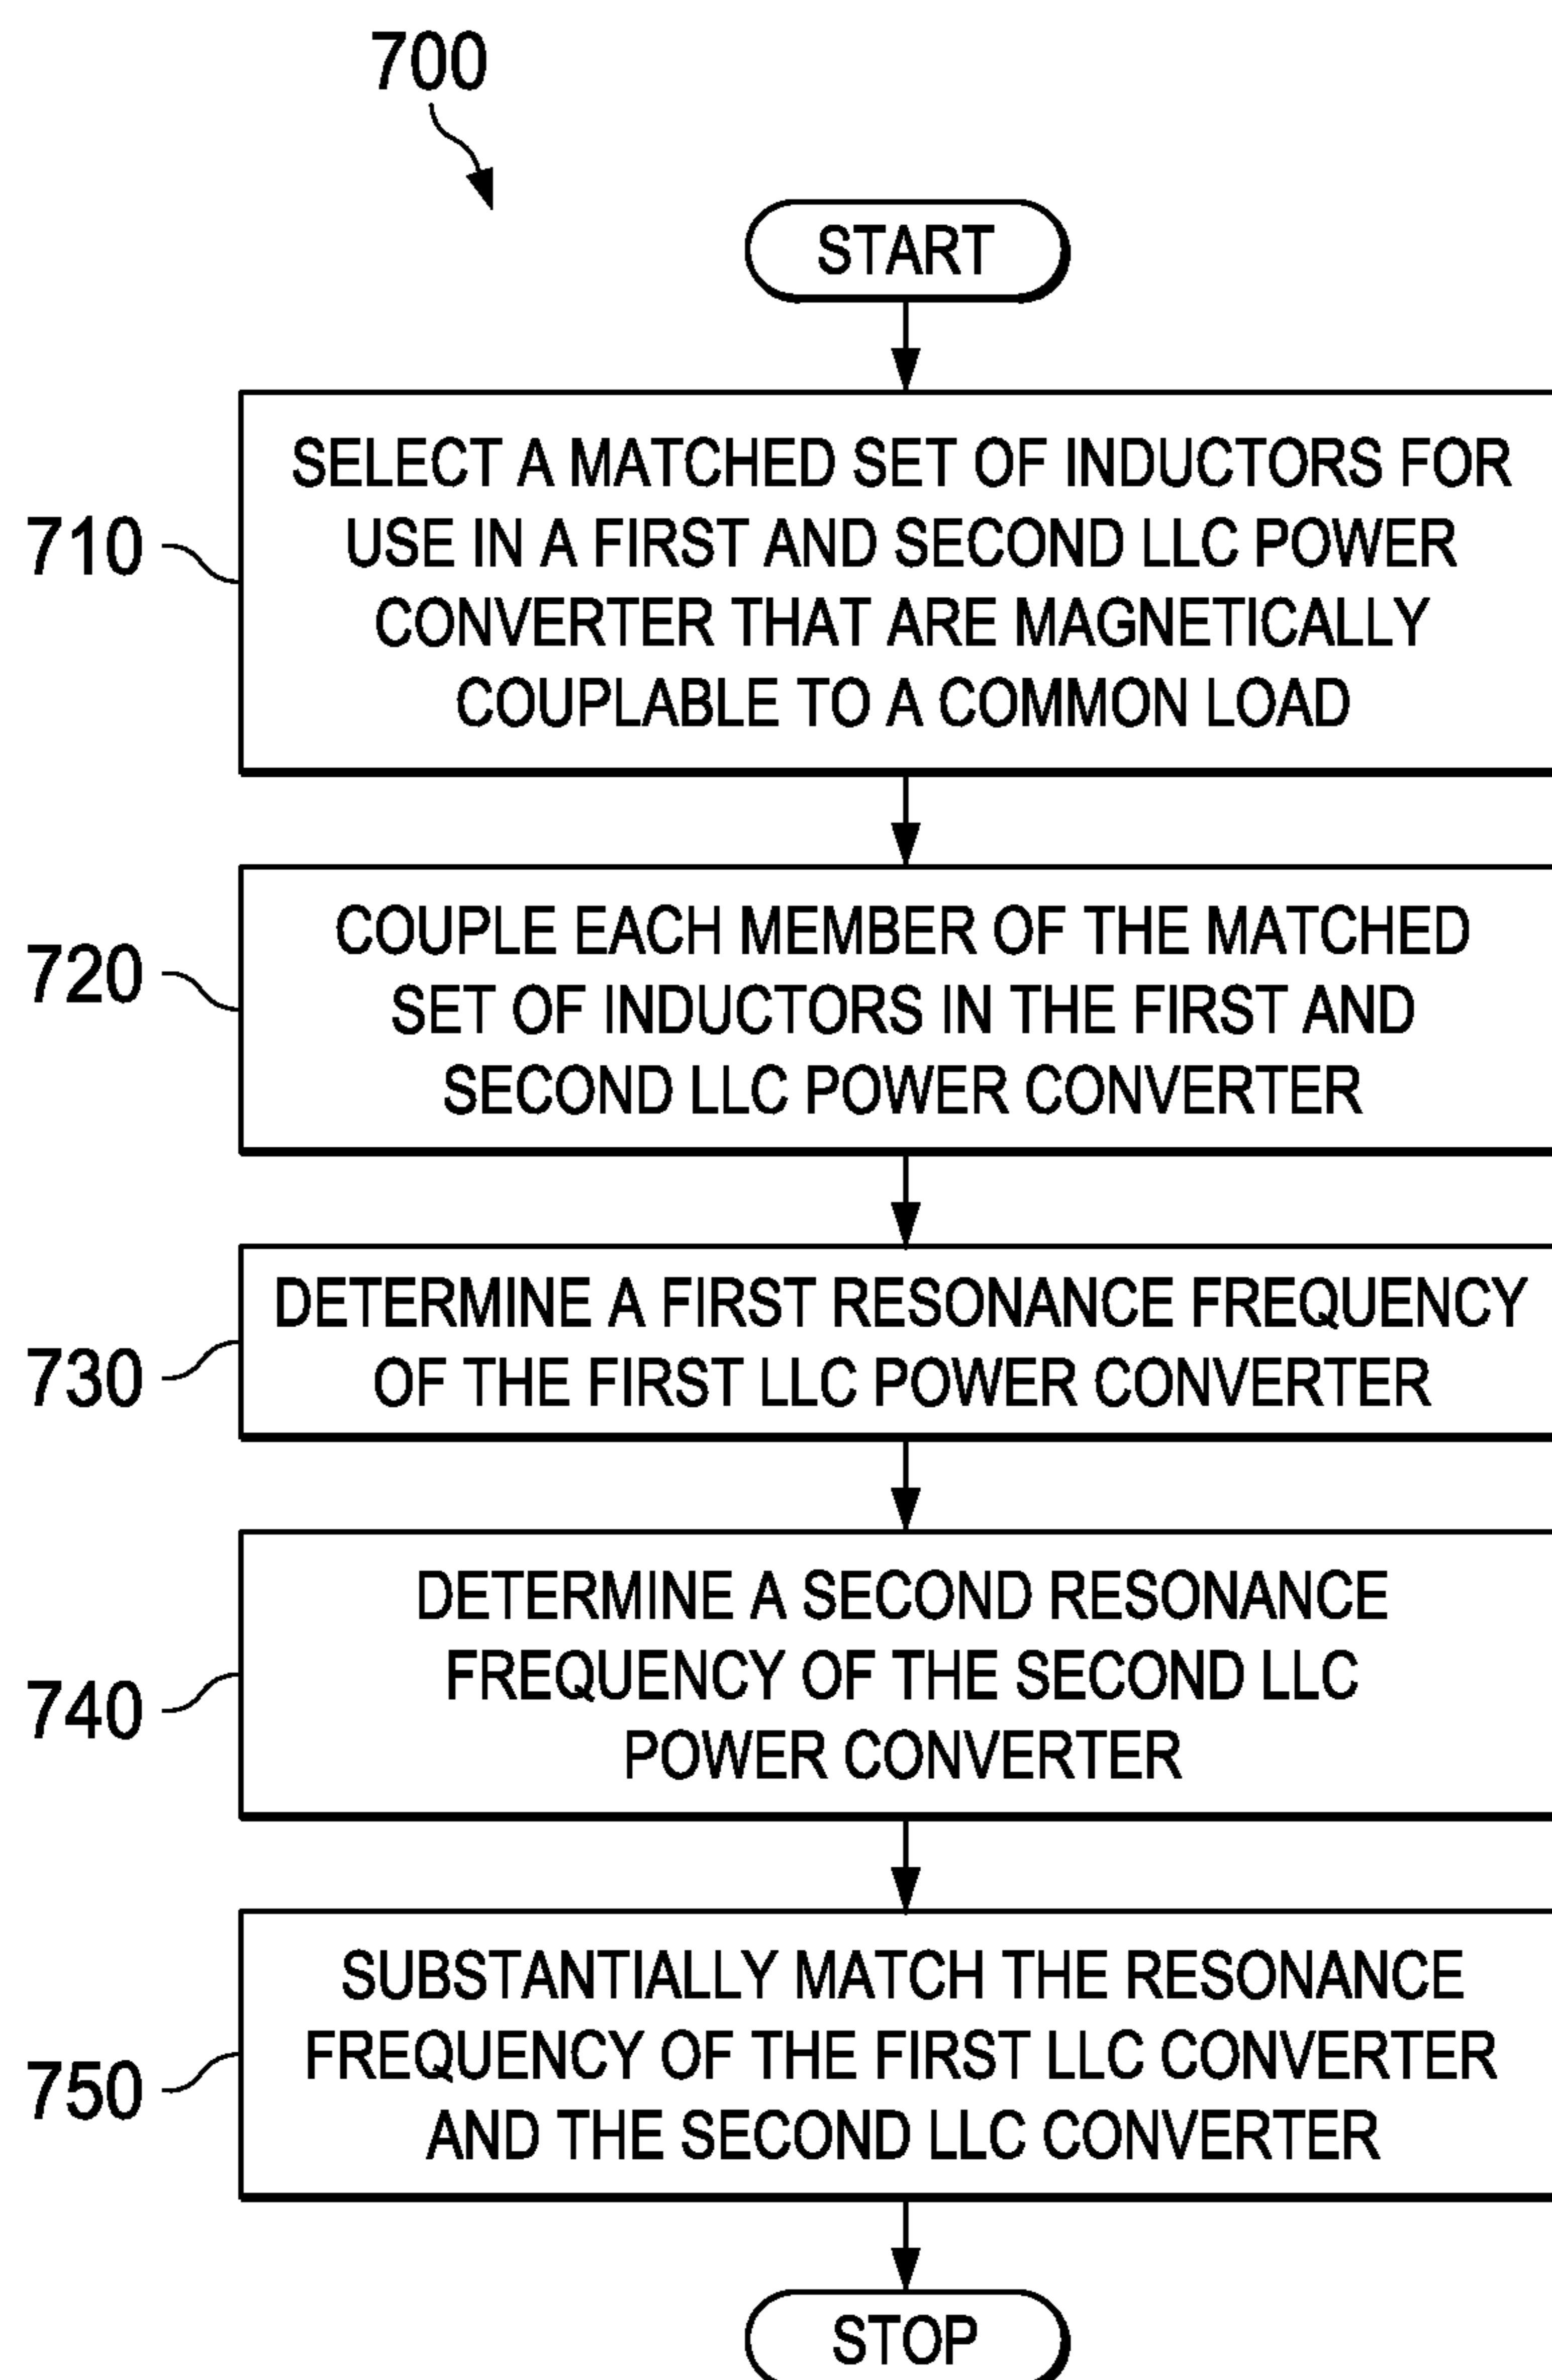 700
START
710
SELECT A MATCHED SET OF INDUCTORS FOR
USE IN A FIRST AND SECOND LLC POWER
CONVERTER THAT ARE MAGNETICALLY
COUPLABLE TO A COMMON LOAD
720
COUPLE EACH MEMBER OF THE MATCHED
SET OF INDUCTORS IN THE FIRST AND
SECOND LLC POWER CONVERTER
730
DETERMINE A FIRST RESONANCE FREQUENCY
OF THE FIRST LLC POWER CONVERTER
740
DETERMINE A SECOND RESONANCE
FREQUENCY OF THE SECOND LLC
POWER CONVERTER
750
SUBSTANTIALLY MATCH THE RESONANCE
FREQUENCY OF THE FIRST LLC CONVERTER
AND THE SECOND LLC CONVERTER
STOP